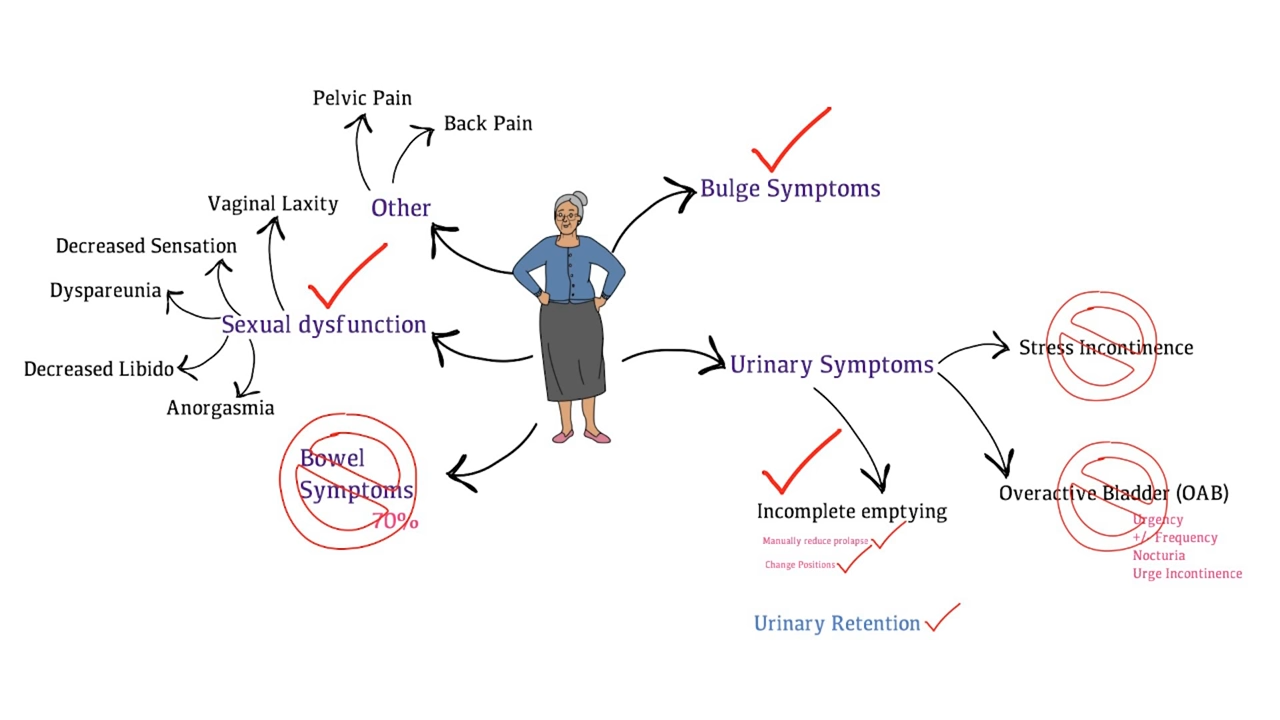 Pelvic Pain
Back Pain
Other
Vaginal Laxity
Decreased Sensation
Dyspareunia
Sexual dysfunction
Decreased Libido
Anorgasmia
Bowel
Symptoms
70%
Bulge Symptoms
Urinary Symptoms
Stress Incontinence
Overactive Bladder (OAB)
Urgency
+/- Frequency
Nocturia
Urge Incontinence
Incomplete emptying
Manually reduce prolapse
Change Positions
Urinary Retention